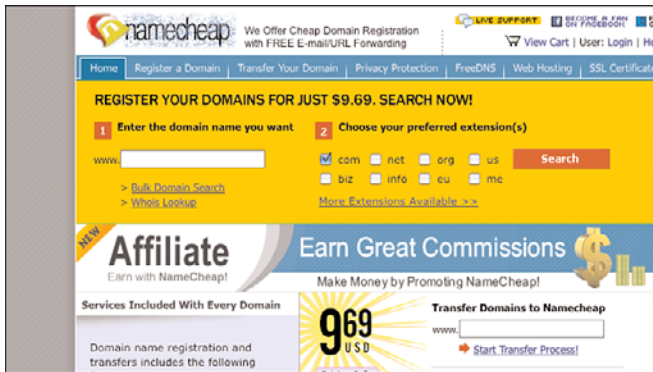 namecheap
We Offer Cheap Domain Registration
with FREE E-mail/URL Forwarding
LIVE SUPPORT
BECOME A FAN
ON FACEBOOK
View Cart | User: Login | He
Home | Register a Domain | Transfer Your Domain | Privacy Protection | FreeDNS | Web Hosting | SSL Certificate
REGISTER YOUR DOMAINS FOR JUST $9.69. SEARCH NOW!
1 Enter the domain name you want
www.
> Bulk Domain Search
> Whois Lookup
2 Choose your preferred extension(s)
com net org us
biz info eu me
Search
More Extensions Available >>
NEW
Affiliate
Earn with NameCheap!
Earn Great Commissions
Make Money by Promoting NameCheap!
Services Included With Every Domain
Domain name registration and
transfers includes the following
9 69
USD
Transfer Domains to Namecheap
www.
Start Transfer Process!